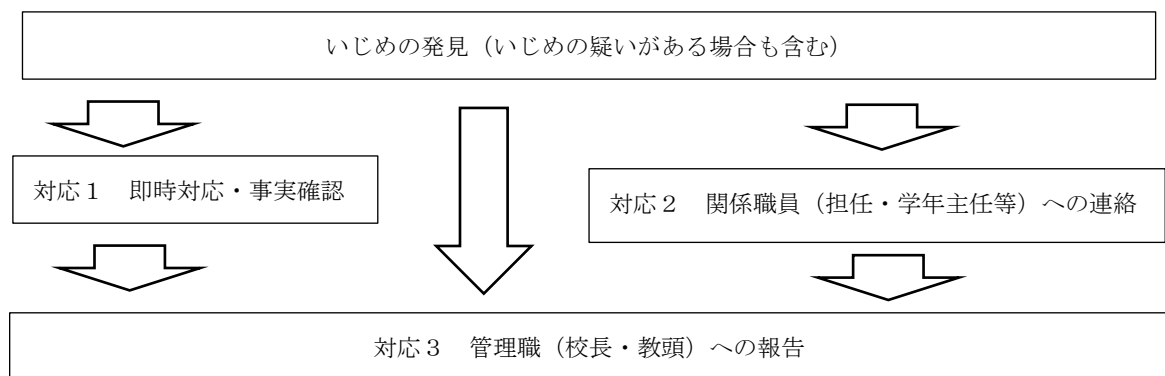 いじめの発見（いじめの疑いがある場合も含む）
対応１　即時対応・事実確認
対応２　関係職員（担任・学年主任等）への連絡
対応３　管理職（校長・教頭）への報告